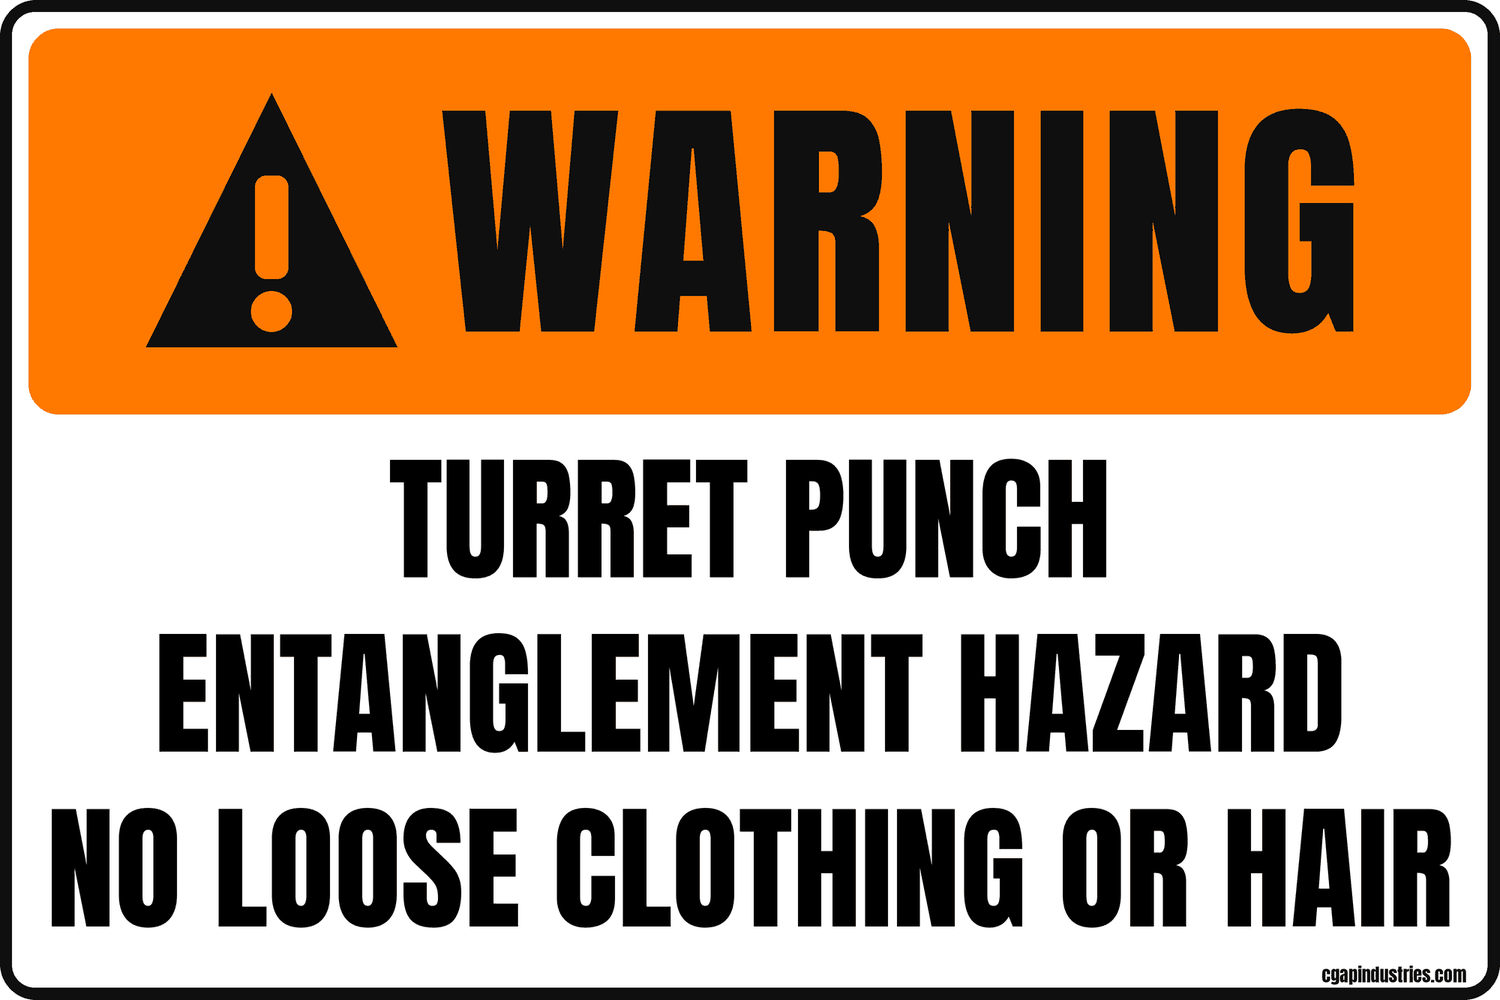 WARNING
TURRET PUNCH
ENTANGLEMENT HAZARD
NO LOOSE CLOTHING OR HAIR
cgapindustries.com